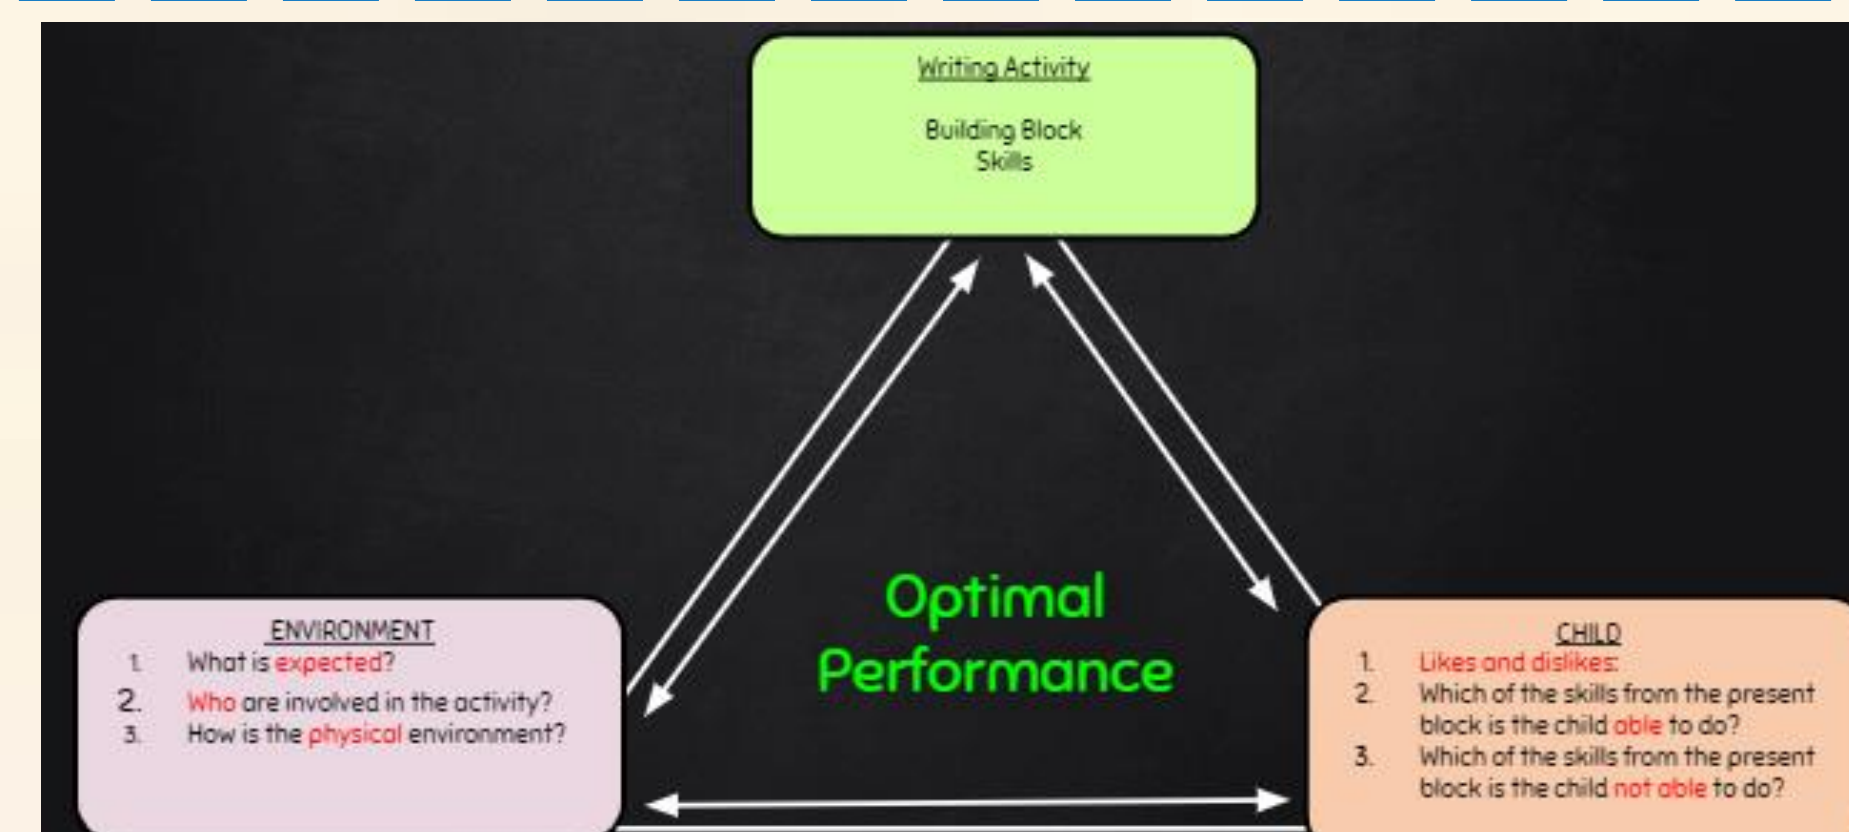 Writing Activity
Building Block
Skills
Optimal
Performance
ENVIRONMENT
1. What is expected?
2. Who are involved in the activity?
3. How is the physical environment?
CHILD
1. Likes and dislikes:
2. Which of the skills from the present
block is the child able to do?
3. Which of the skills from the present
block is the child not able to do?